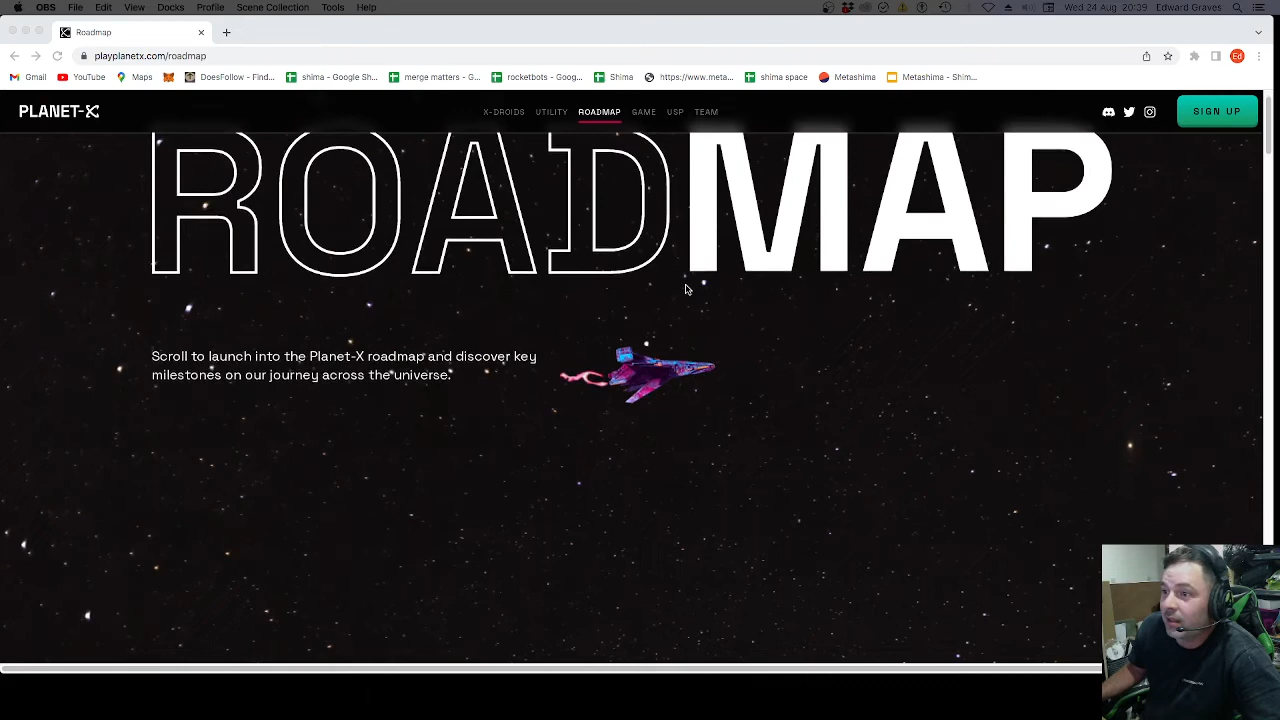 OBS File Edit View Docks Profile Scene Collection Tools Help Wed 24 Aug 20:39 Edward Graves
Roadmap
playplanetx.com/roadmap Ed
Gmail YouTube Maps DoesFollow - Find... shima - Google Sh... merge matters - G... rocketbots - Goog... Shima https://www.meta... shima space Metashima Metashima - Shim...
PLANET-X X-DROIDS UTILITY ROADMAP GAME USP TEAM SIGN UP
ROADMAP
Scroll to launch into the Planet-X roadmap and discover key
milestones on our journey across the universe.